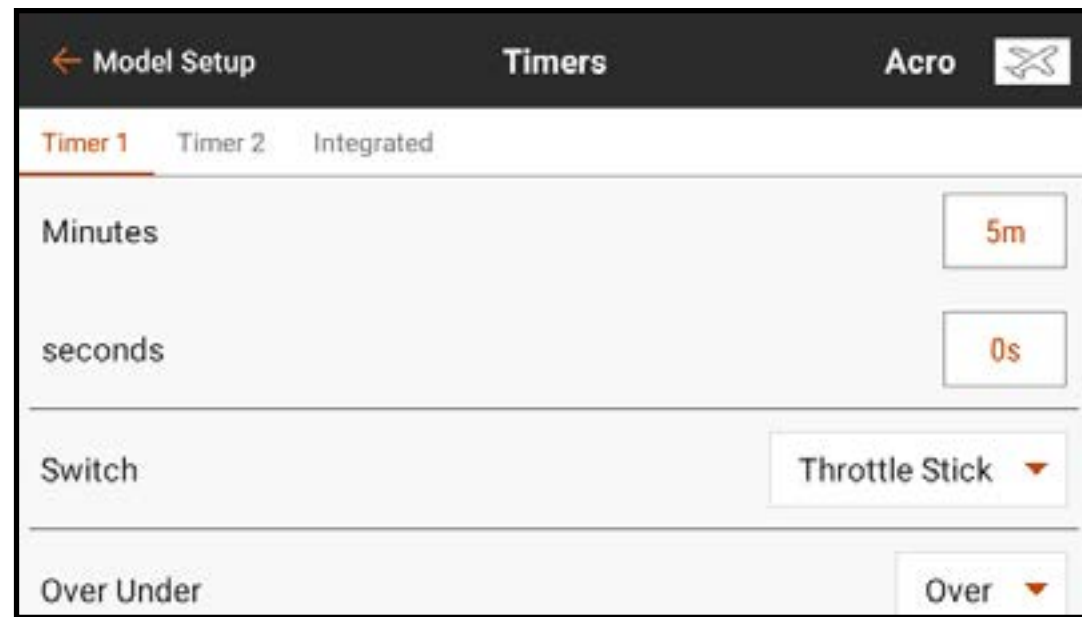 Model Setup Timers Acro
Timer 1 Timer 2 Integrated
Minutes 5m
seconds 0s
Switch Throttle Stick
Over Under Over